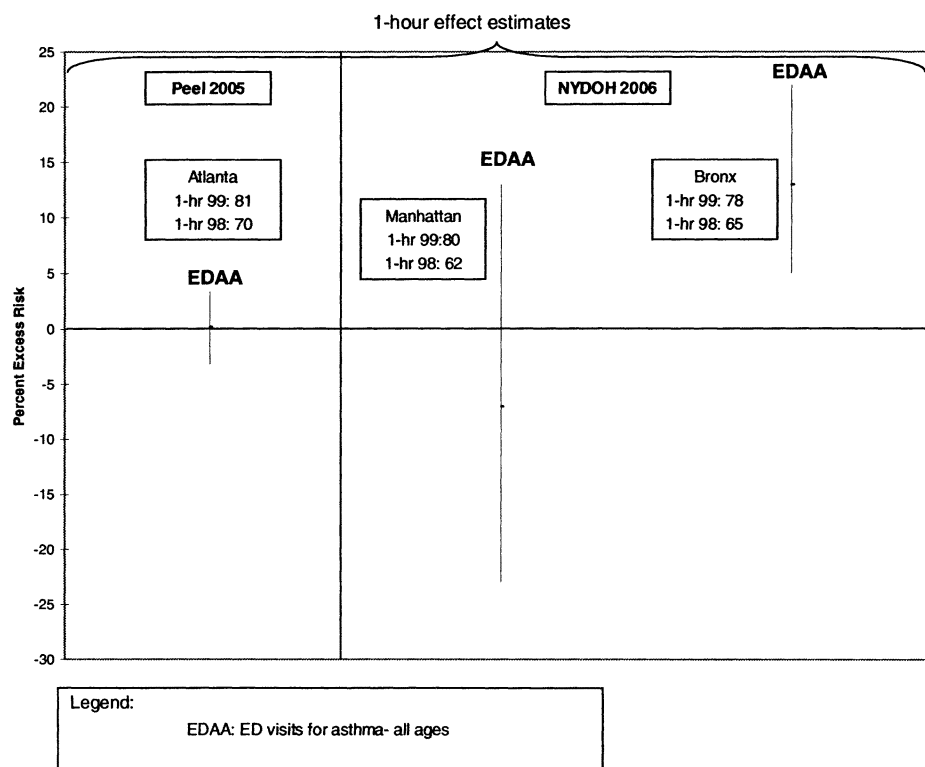 1-hour effect estimates
25
20
15
10
5
0
-5
-10
-15
-20
-25
-30
Percent Excess Risk
Peel 2005
NYDOH 2006
EDAA
Atlanta
1-hr 99: 81
1-hr 98: 70
EDAA
Manhattan
1-hr 99:80
1-hr 98: 62
EDAA
Bronx
1-hr 99: 78
1-hr 98: 65
Legend:
EDAA: ED visits for asthma- all ages